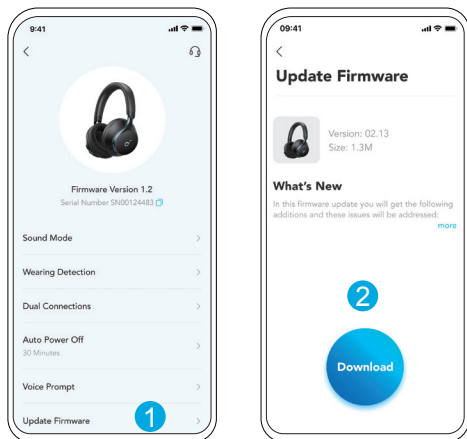 9:41
Firmware Version 1.2
Serial Number SN00124483
Sound Mode
Wearing Detection
Dual Connections
Auto Power Off
30 Minutes
Voice Prompt
Update Firmware
1
09:41
Update Firmware
Version: 02.13
Size: 1.3M
What's New
In this firmware update you will get the following
additions and these issues will be addressed:
more
2
Download